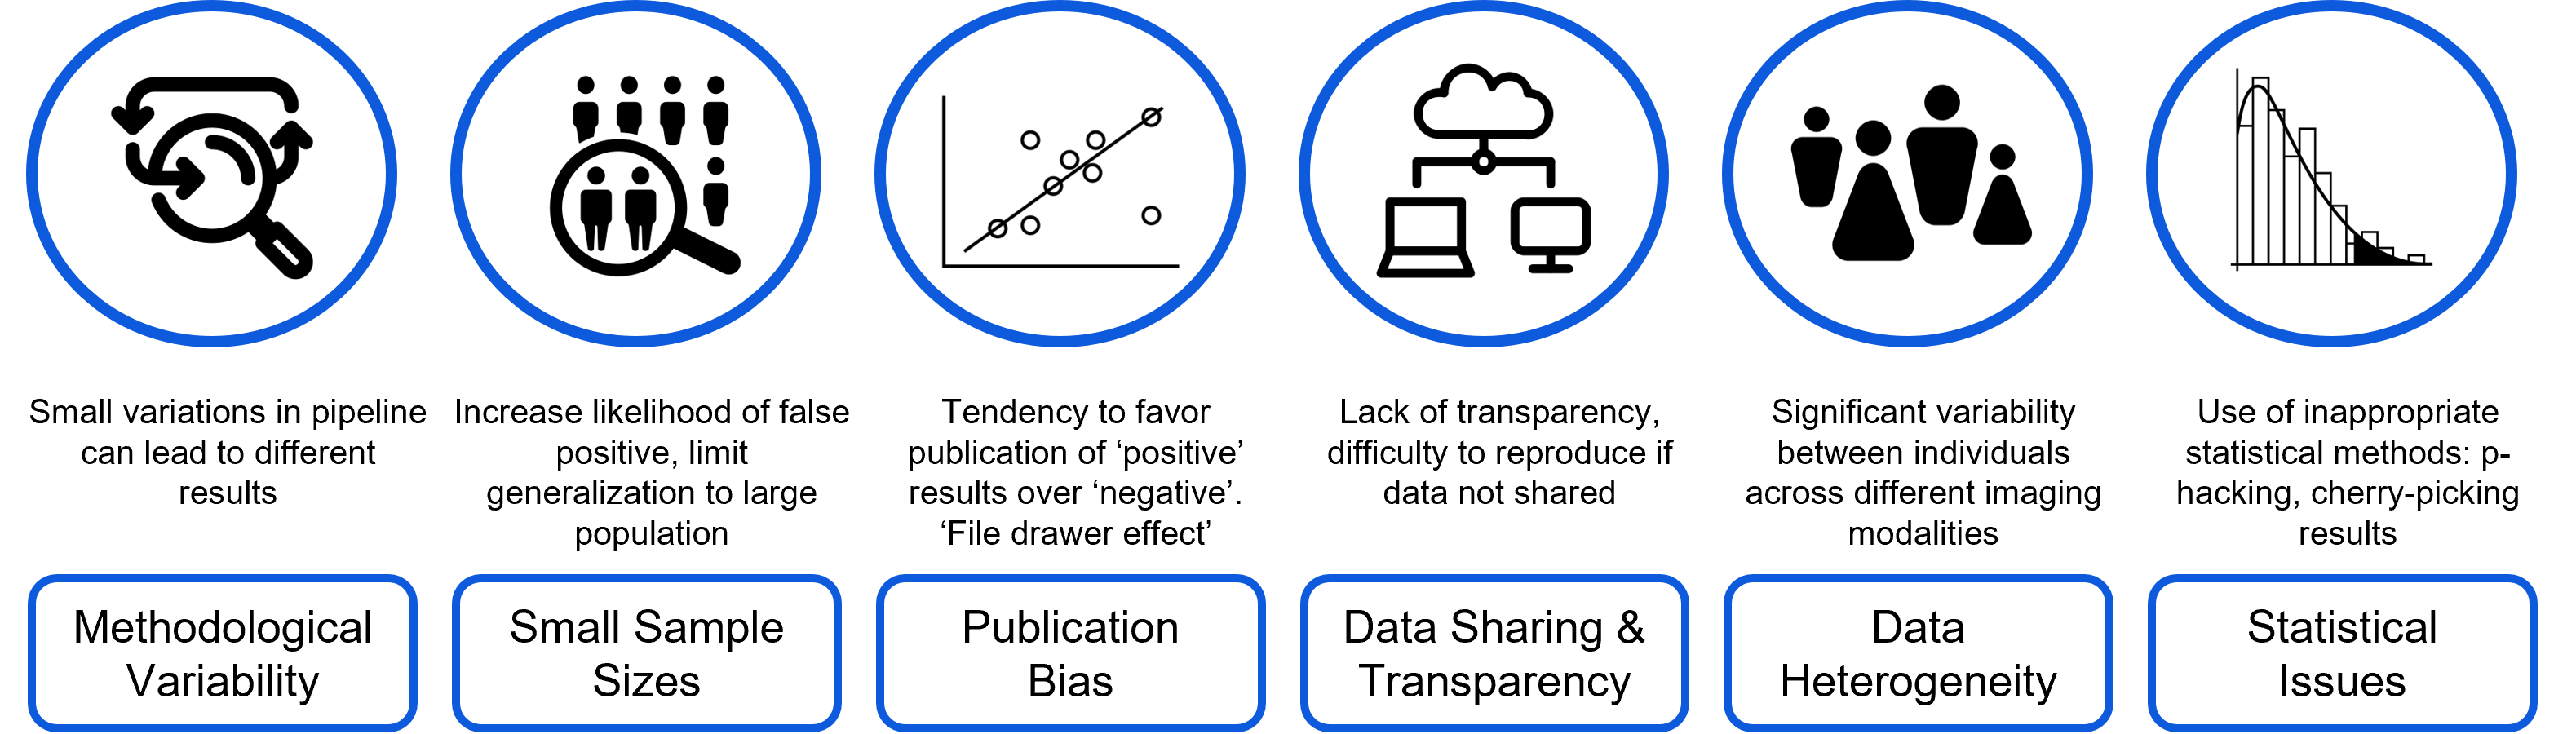 Small variations in pipeline
can lead to different
results
Increase likelihood of false
positive, limit
generalization to large
population
Tendency to favor
publication of ‘positive’
results over ‘negative’.
‘File drawer effect’
Lack of transparency,
difficulty to reproduce if
data not shared
Significant variability
between individuals
across different imaging
modalities
Use of inappropriate
statistical methods: p-
hacking, cherry-picking
results
Methodological
Variability
Small Sample
Sizes
Publication
Bias
Data Sharing &
Transparency
Data
Heterogeneity
Statistical
Issues